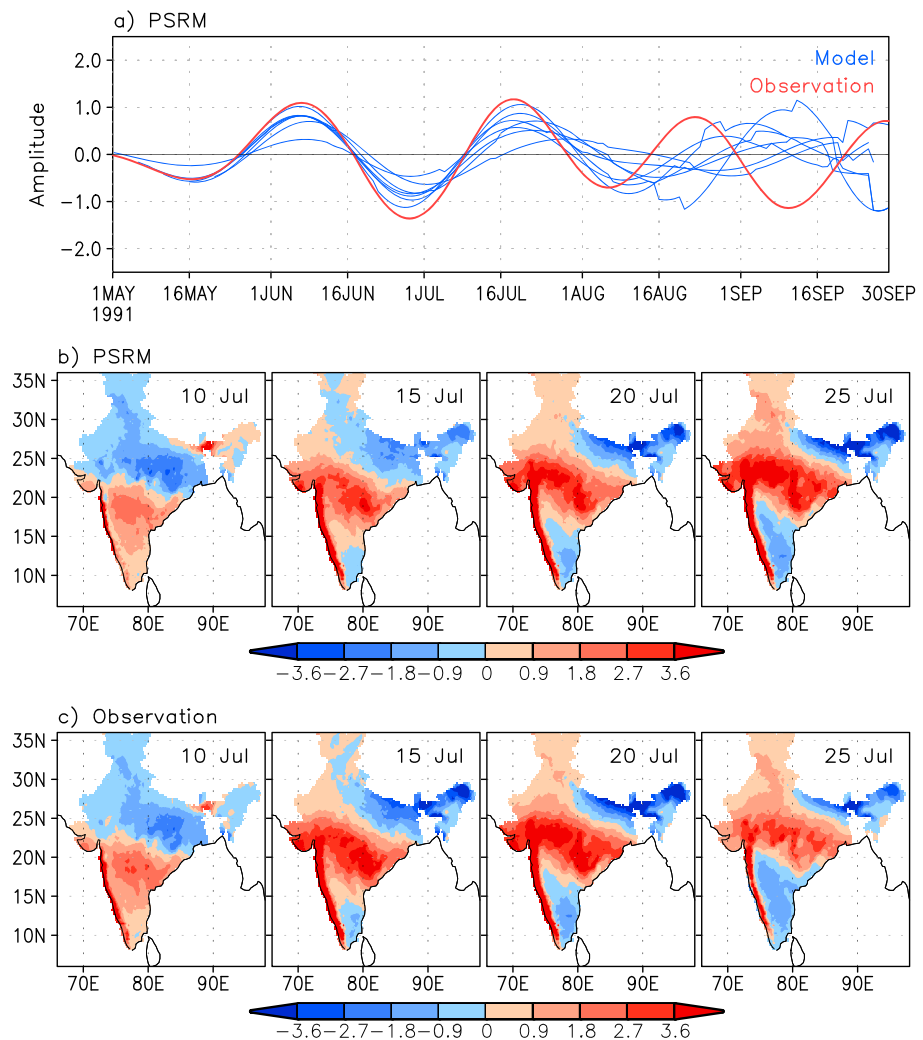 a) PSRM
Model
Observation
Amplitude
2.0
1.0
0.0
-1.0
-2.0
1MAY 16MAY 1JUN 16JUN 1JUL 16JUL 1AUG 16AUG 1SEP 16SEP 30SEP
1991
b) PSRM
10 Jul 15 Jul 20 Jul 25 Jul
35N
30N
25N
20N
15N
10N
70E 80E 90E 70E 80E 90E 70E 80E 90E 70E 80E 90E
-3.6 -2.7 -1.8 -0.9 0 0.9 1.8 2.7 3.6
c) Observation
10 Jul 15 Jul 20 Jul 25 Jul
35N
30N
25N
20N
15N
10N
70E 80E 90E 70E 80E 90E 70E 80E 90E 70E 80E 90E
-3.6 -2.7 -1.8 -0.9 0 0.9 1.8 2.7 3.6